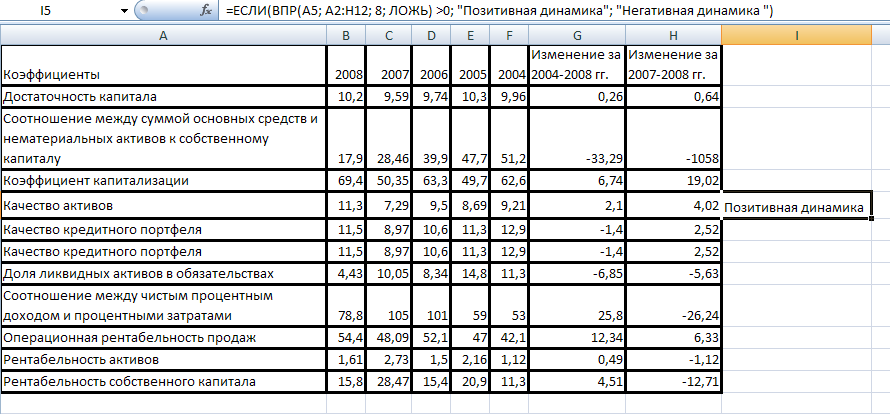 I5 fx =ЕСЛИ(ВПР(A5; A2:H12; 8; ЛОЖЬ) >0; "Позитивная динамика"; "Негативная динамика ")
A B C D E F G H I
Изменение за Изменение за
Коэффициенты 2008 2007 2006 2005 2004 2004-2008 гг. 2007-2008 гг.
Достаточность капитала 10,2 9,59 9,74 10,3 9,96 0,26 0,64
Соотношение между суммой основных средств и
нематериальных активов к собственному
капиталу 17,9 28,46 39,9 47,7 51,2 -33,29 -1058
Коэффициент капитализации 69,4 50,35 63,3 49,7 62,6 6,74 19,02
Качество активов 11,3 7,29 9,5 8,69 9,21 2,1 4,02 Позитивная динамика
Качество кредитного портфеля 11,5 8,97 10,6 11,3 12,9 -1,4 2,52
Качество кредитного портфеля 11,5 8,97 10,6 11,3 12,9 -1,4 2,52
Доля ликвидных активов в обязательствах 4,43 10,05 8,34 14,8 11,3 -6,85 -5,63
Соотношение между чистым процентным
доходом и процентными затратами 78,8 105 101 59 53 25,8 -26,24
Операционная рентабельность продаж 54,4 48,09 52,1 47 42,1 12,34 6,33
Рентабельность активов 1,61 2,73 1,5 2,16 1,12 0,49 -1,12
Рентабельность собственного капитала 15,8 28,47 15,4 20,9 11,3 4,51 -12,71